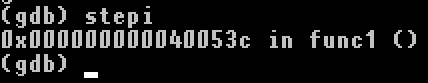 (gdb) stepi
0x000000000040053c in func1 ()
(gdb)